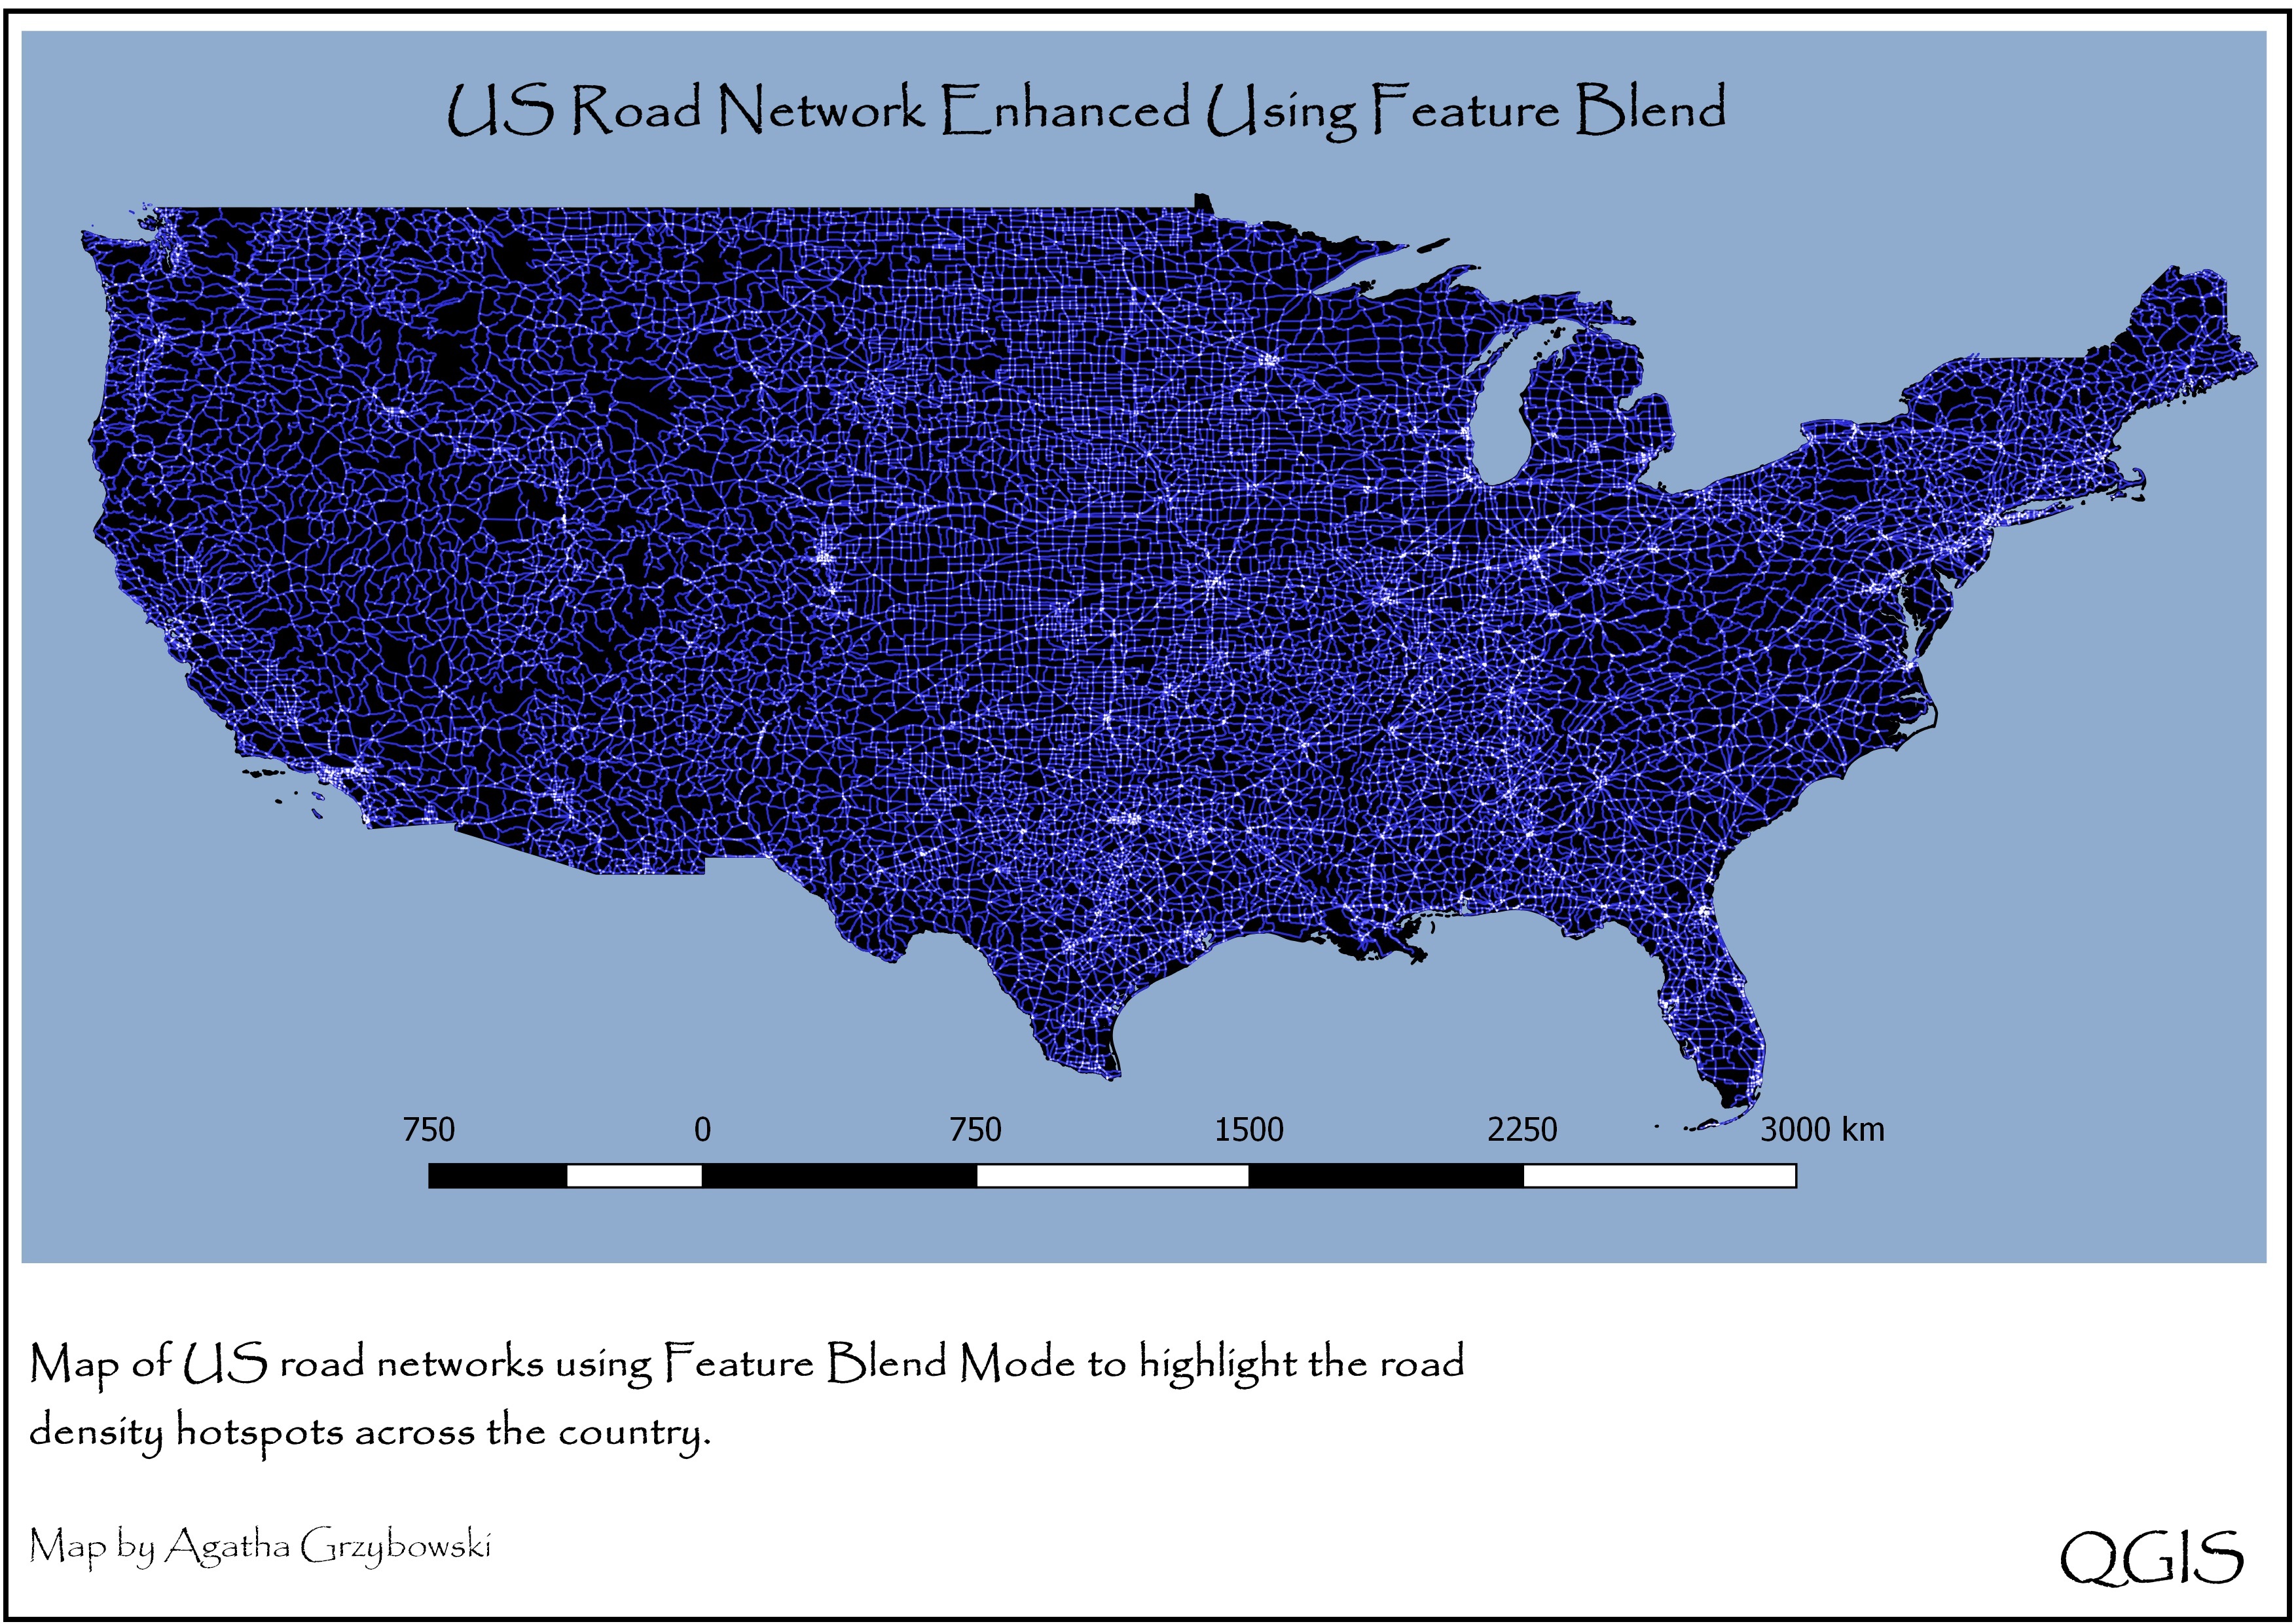 US Road Network Enhanced Using Feature Blend
750 0 750 1500 2250 3000 km
Map of US road networks using Feature Blend Mode to highlight the road
density hotspots across the country.
Map by Agatha Grzybowski
QGIS